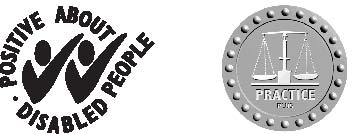 POSITIVE ABOUT
• DISABLED PEOPLE
PRACTICE